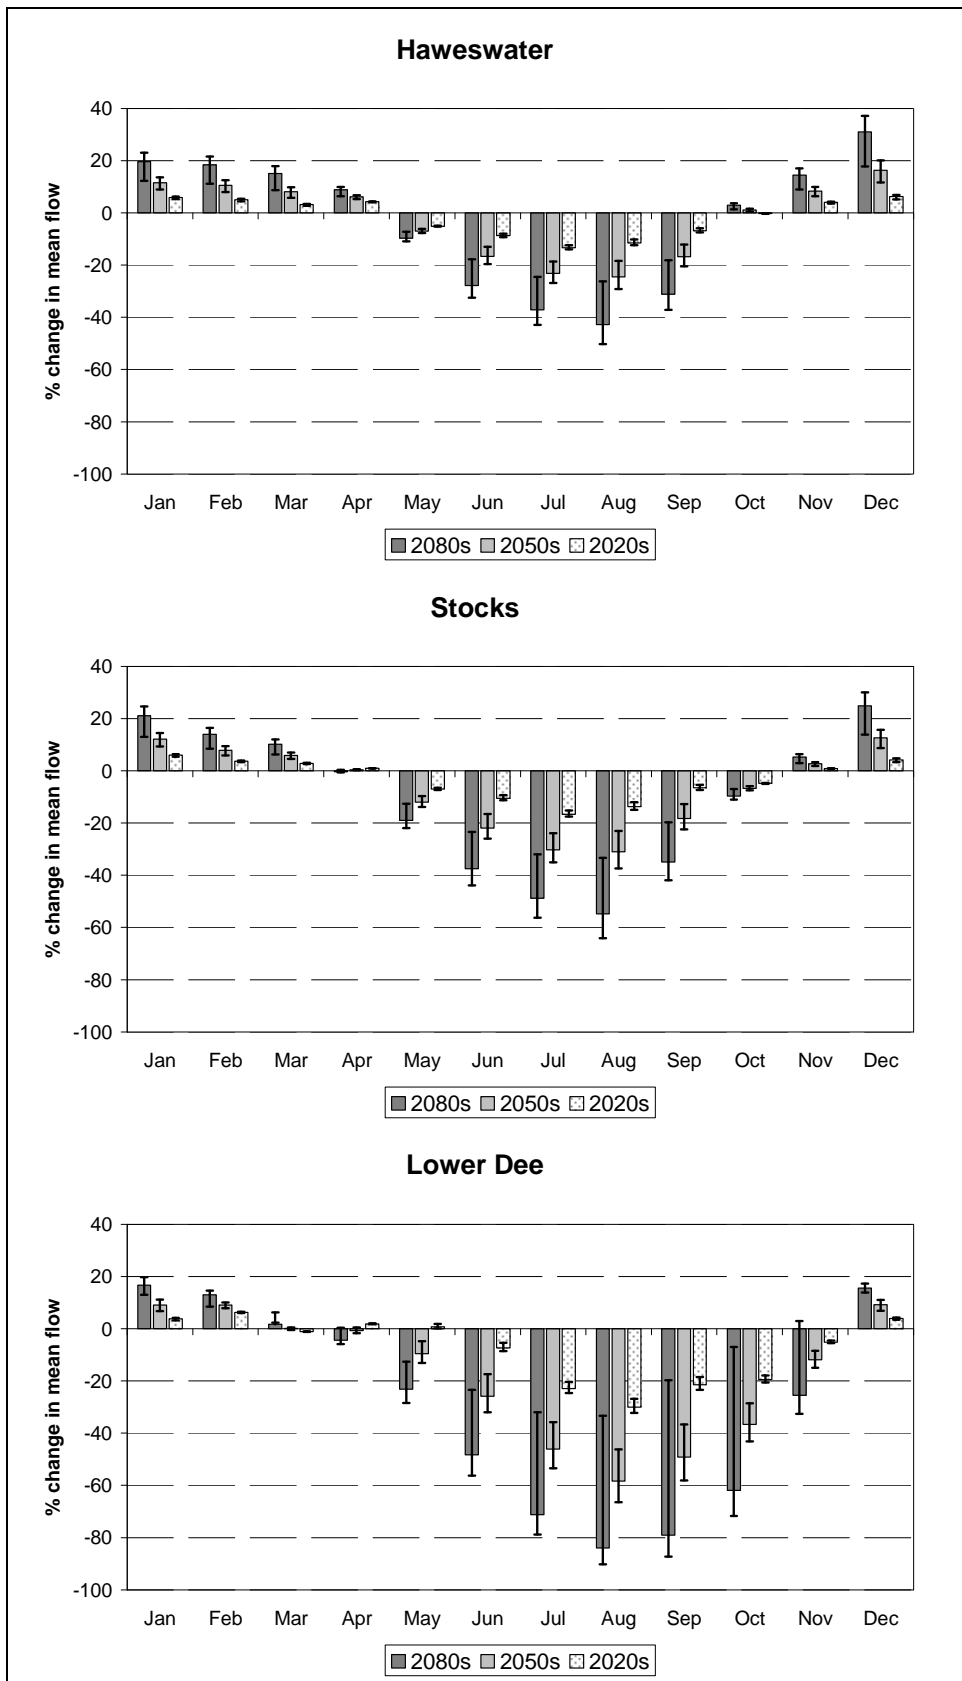 Haweswater
% change in mean flow
40
20
0
-20
-40
-60
-80
-100
Jan Feb Mar Apr May Jun Jul Aug Sep Oct Nov Dec
2080s 2050s 2020s
Stocks
% change in mean flow
40
20
0
-20
-40
-60
-80
-100
Jan Feb Mar Apr May Jun Jul Aug Sep Oct Nov Dec
2080s 2050s 2020s
Lower Dee
% change in mean flow
40
20
0
-20
-40
-60
-80
-100
Jan Feb Mar Apr May Jun Jul Aug Sep Oct Nov Dec
2080s 2050s 2020s